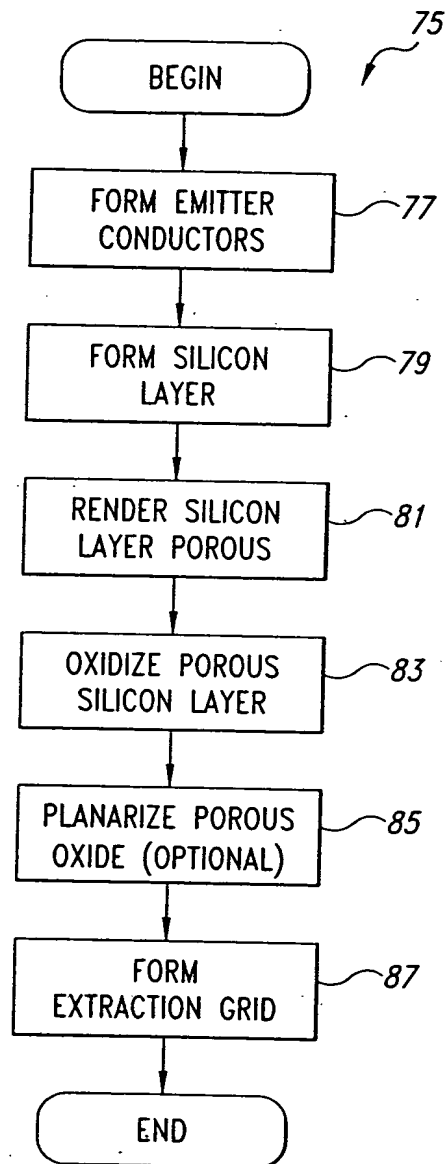 75
BEGIN
FORM EMITTER
CONDUCTORS
77
FORM SILICON
LAYER
79
RENDER SILICON
LAYER POROUS
81
OXIDIZE POROUS
SILICON LAYER
83
PLANARIZE POROUS
OXIDE (OPTIONAL)
85
FORM
EXTRACTION GRID
87
END